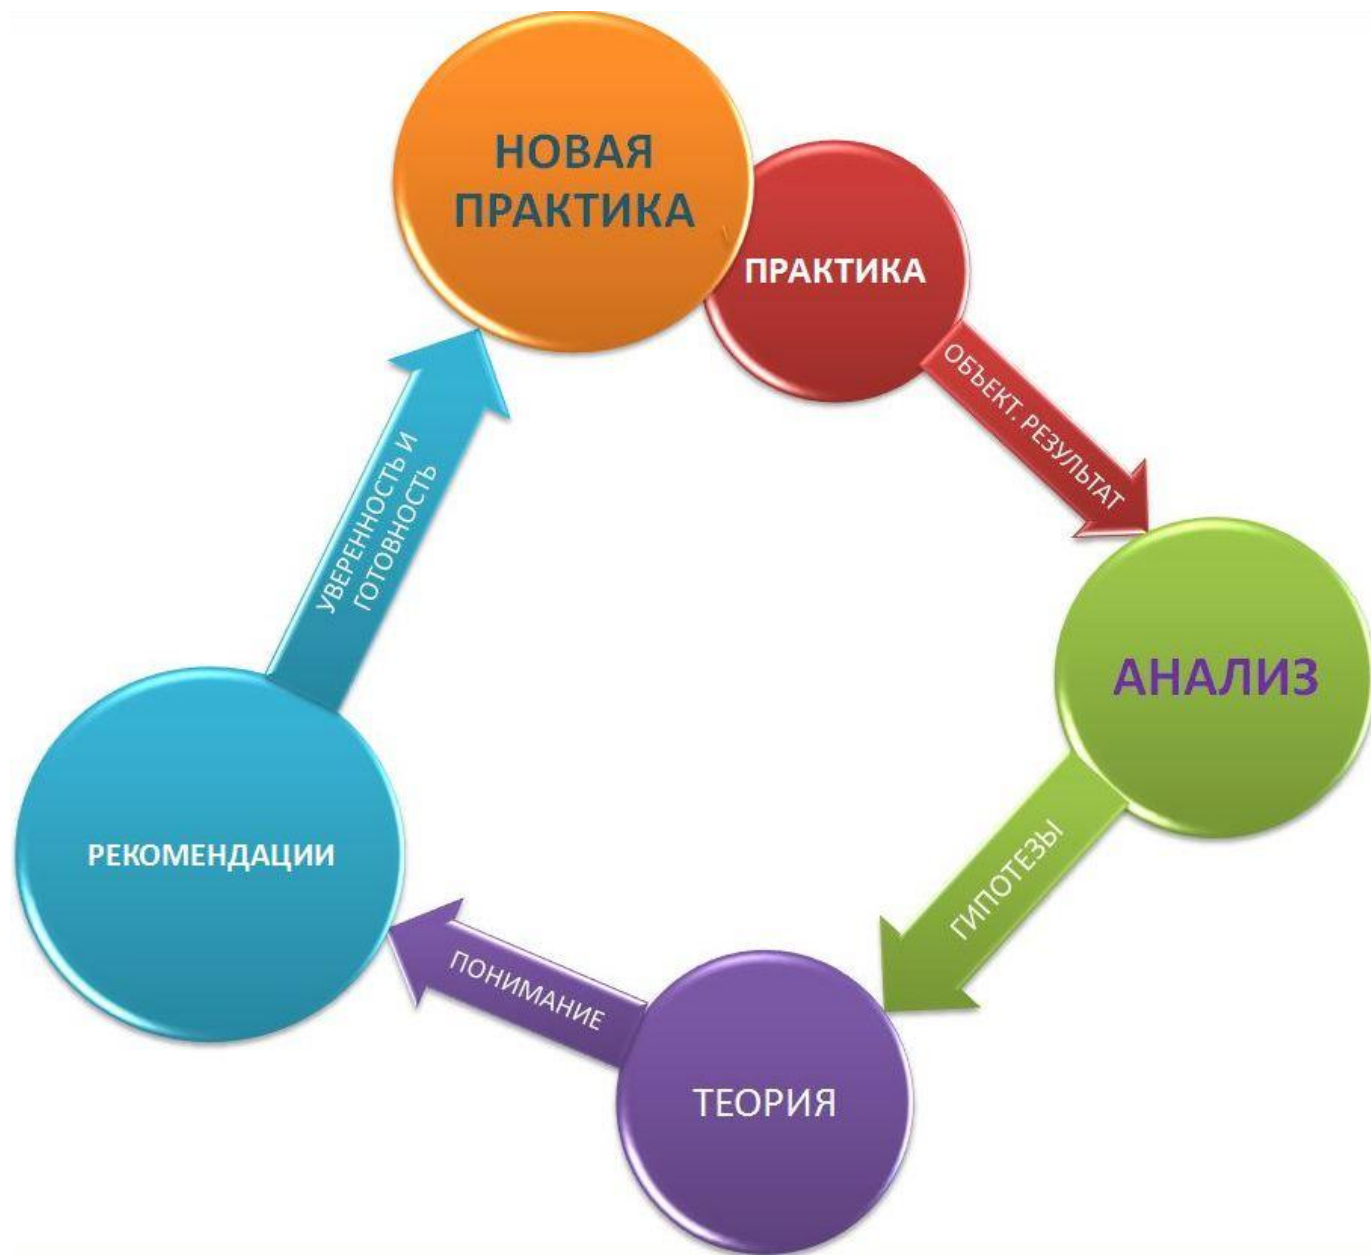 НОВАЯ
ПРАКТИКА
ПРАКТИКА
ОБЪЕКТ. РЕЗУЛЬТАТ
АНАЛИЗ
ГИПОТЕЗЫ
ТЕОРИЯ
ПОНИМАНИЕ
РЕКОМЕНДАЦИИ
УВЕРЕННОСТЬ И
ГОТОВНОСТЬ